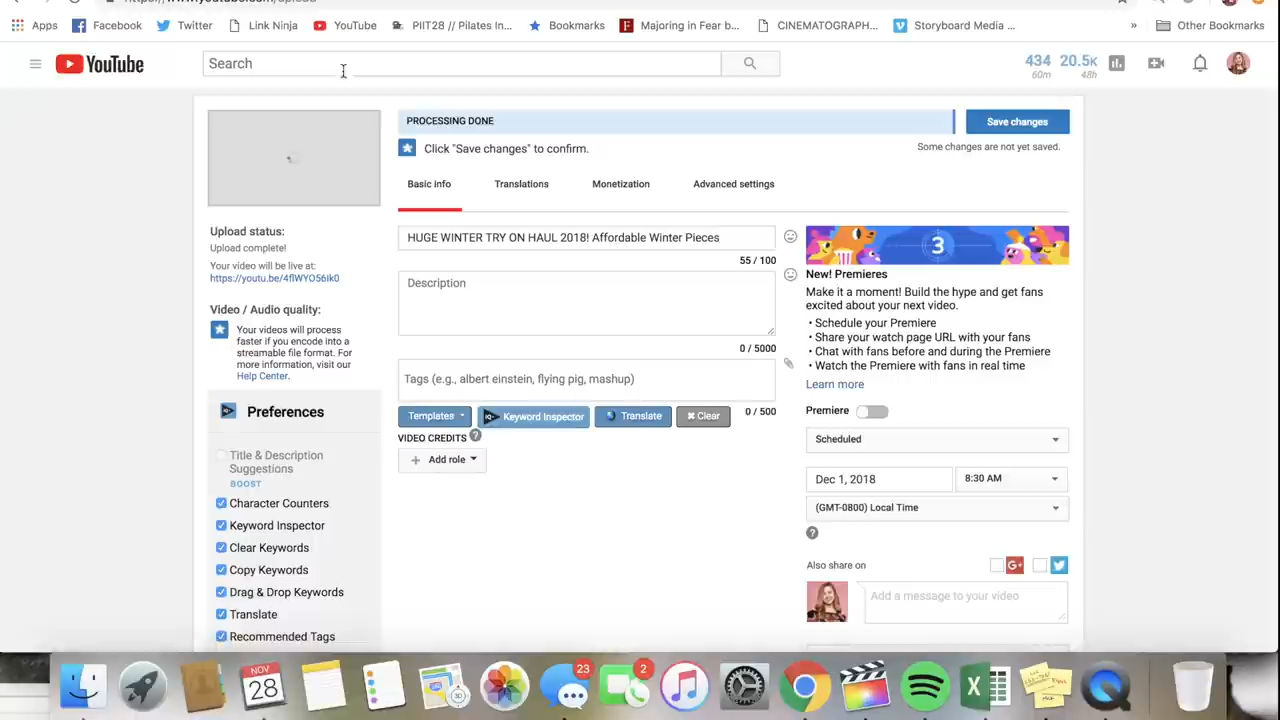 Apps
Facebook
Twitter
Link Ninja
YouTube
PIIT28 // Pilates In...
Bookmarks
Majoring in Fear b...
CINEMATOGRAPH...
Storyboard Media ...
»
Other Bookmarks
YouTube
Search
434
60m
20.5K
48h
PROCESSING DONE
Save changes
Click "Save changes" to confirm.
Some changes are not yet saved.
Basic info
Translations
Monetization
Advanced settings
Upload status:
Upload complete!
Your video will be live at:
Video / Audio quality:
Your videos will process
faster if you encode into a
streamable file format. For
more information, visit our
Help Center.
Preferences
Title & Description
Suggestions
BOOST
Character Counters
Keyword Inspector
Clear Keywords
Copy Keywords
Drag & Drop Keywords
Translate
Recommended Tags
HUGE WINTER TRY ON HAUL 2018! Affordable Winter Pieces
55 / 100
Description
0 / 5000
Tags (e.g., albert einstein, flying pig, mashup)
Templates
Keyword Inspector
Translate
Clear
0 / 500
VIDEO CREDITS ?
+ Add role
3
New! Premieres
Make it a moment! Build the hype and get fans
excited about your next video.
• Schedule your Premiere
• Share your watch page URL with your fans
• Chat with fans before and during the Premiere
• Watch the Premiere with fans in real time
Learn more
Premiere
Scheduled
Dec 1, 2018
8:30 AM
(GMT-0800) Local Time
?
Also share on
G+
Add a message to your video
NOV
28
23
2